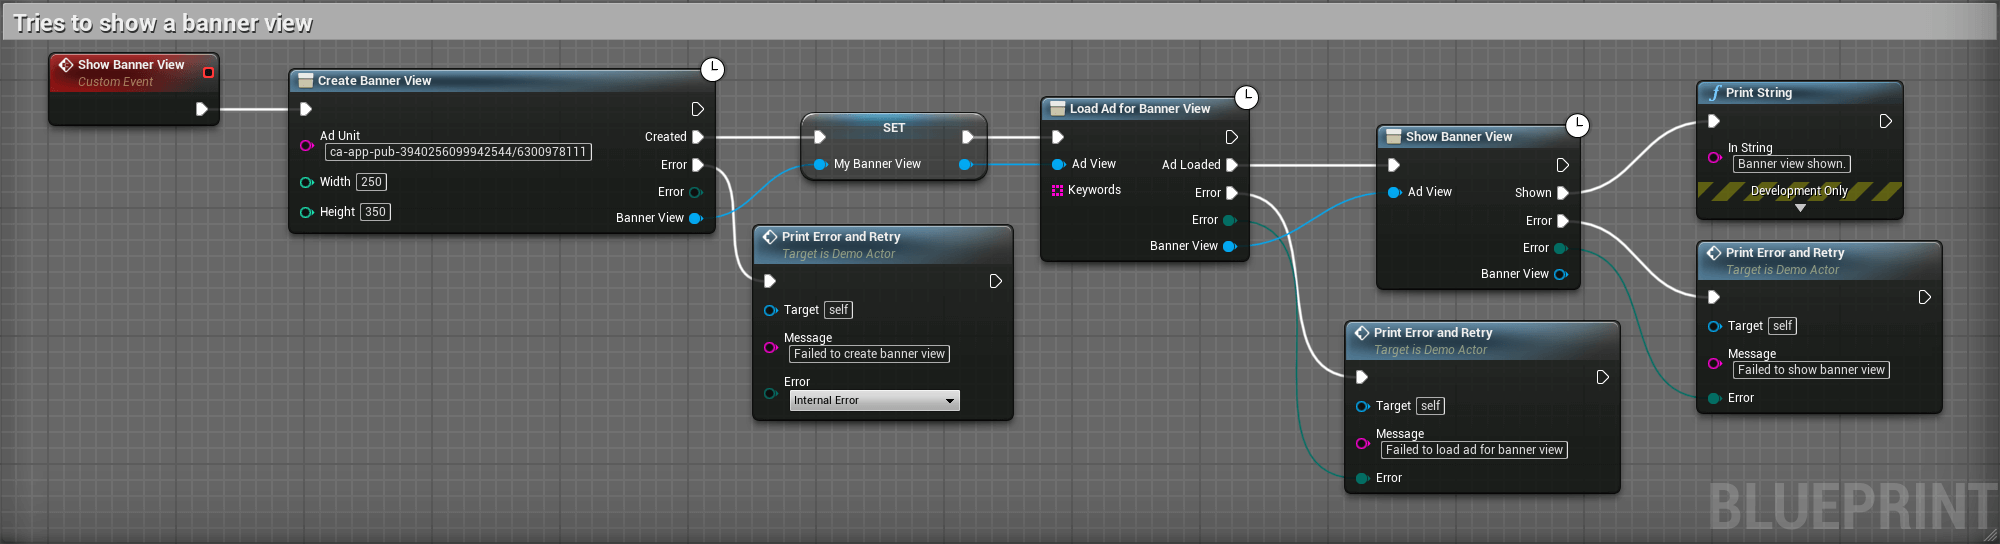 Tries to show a banner view
Show Banner View
Custom Event
Create Banner View
Ad Unit
ca-app-pub-3940256099942544/6300978111
Width 250
Height 350
Created
Error
Error
Banner View
SET
My Banner View
Print Error and Retry
Target is Demo Actor
Target self
Message
Failed to create banner view
Error
Internal Error
Load Ad for Banner View
Ad View
Keywords
Ad Loaded
Error
Error
Banner View
Show Banner View
Ad View
Shown
Error
Error
Banner View
Print Error and Retry
Target is Demo Actor
Target self
Message
Failed to load ad for banner view
Error
f Print String
In String
Banner view shown.
Development Only
Print Error and Retry
Target is Demo Actor
Target self
Message
Failed to show banner view
Error
BLUEPRINT